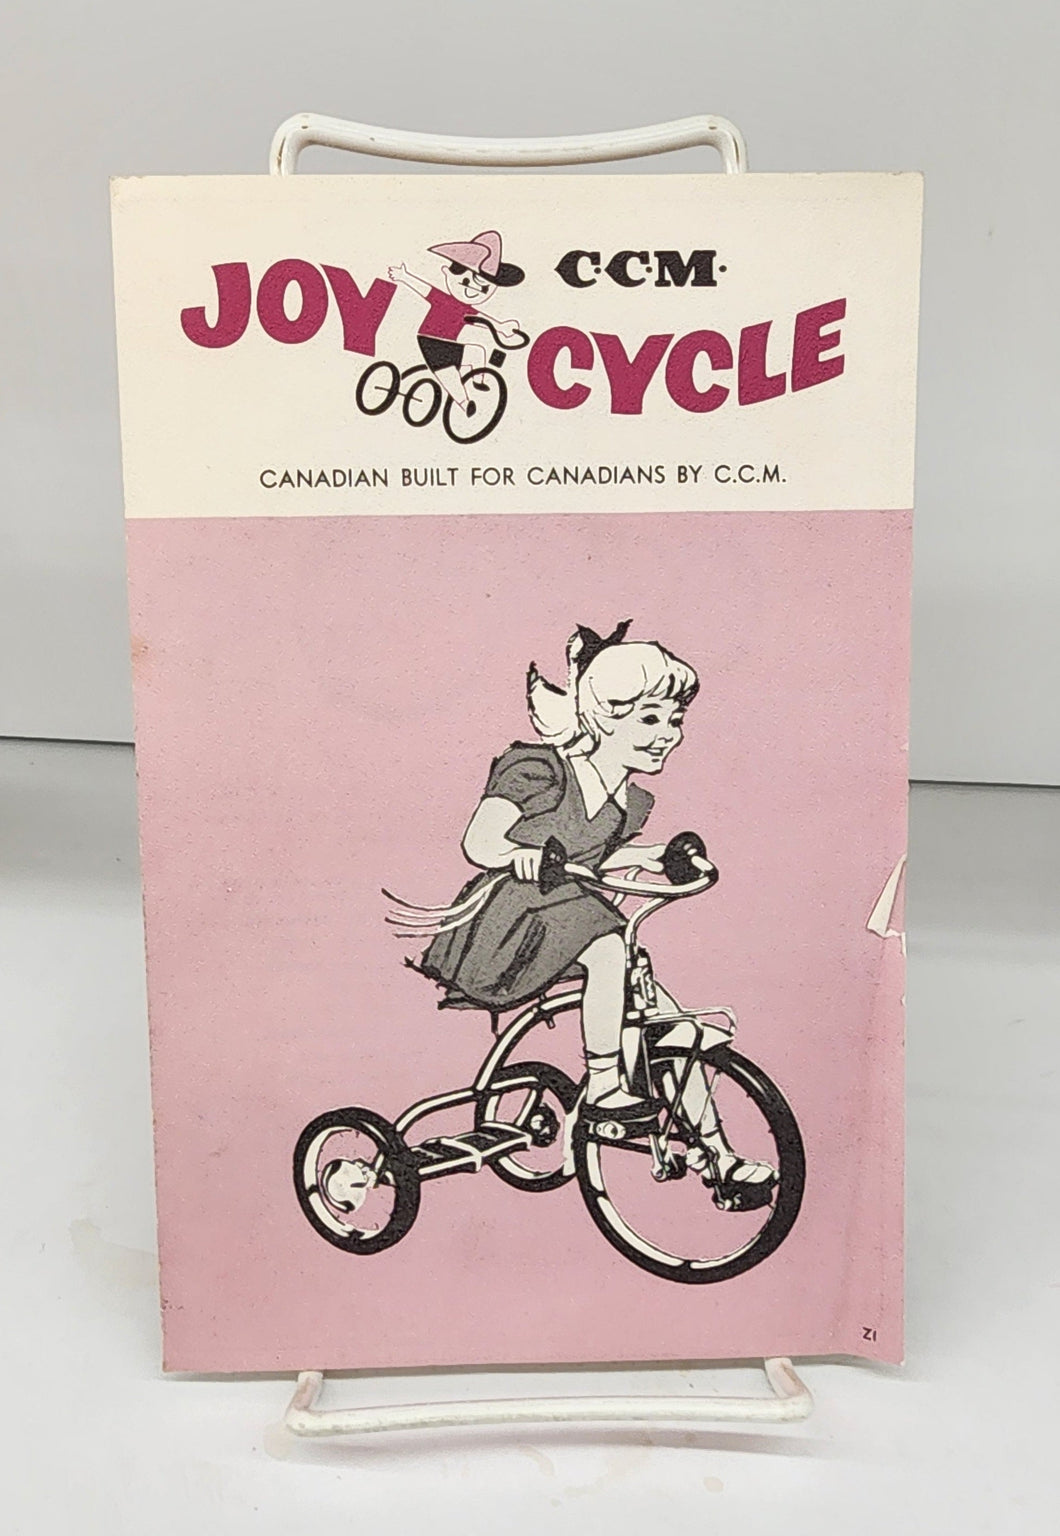 C·C·M·
JOY CYCLE
CANADIAN BUILT FOR CANADIANS BY C.C.M.
Z1